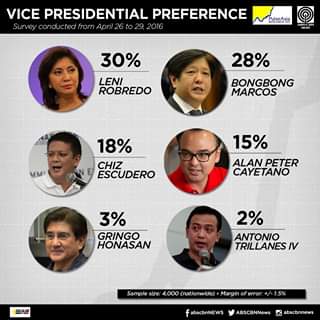 VICE PRESIDENTIAL PREFERENCE
Survey conducted from April 26 to 29, 2016
30%
LENI
ROBREDO
28%
BONGBONG
MARCOS
18%
CHIZ
ESCUDERO
15%
ALAN PETER
CAYETANO
3%
GRINGO
HONASAN
2%
ANTONIO
TRILLANES IV
Sample size: 4,000 (nationwide) • Margin of error: +/- 1.5%
abscbnNEWS ABSCBNNews @abscbnnews